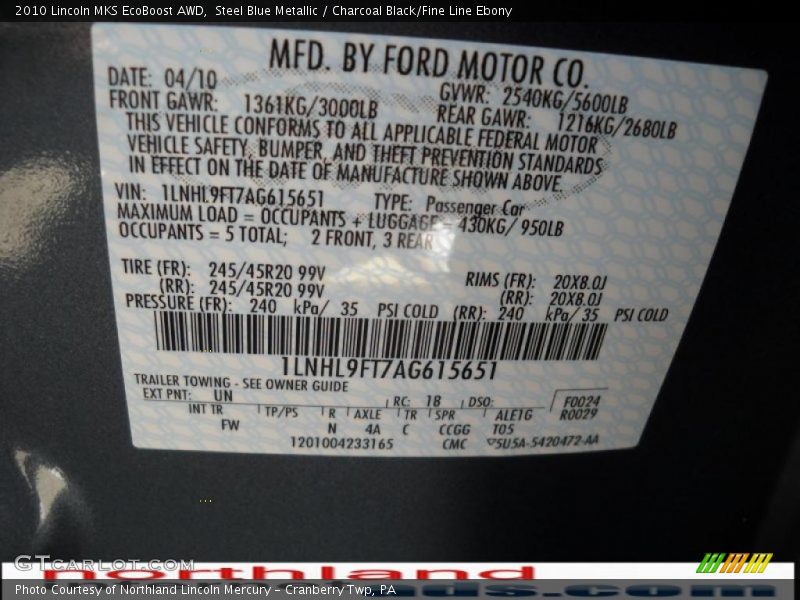 2010 Lincoln MKS EcoBoost AWD, Steel Blue Metallic / Charcoal Black/Fine Line Ebony
MFD. BY FORD MOTOR CO.
DATE: 04/10 GVWR: 2540KG/5600LB
FRONT GAWR: 1361KG/3000LB REAR GAWR: 1216KG/2680LB
THIS VEHICLE CONFORMS TO ALL APPLICABLE FEDERAL MOTOR
VEHICLE SAFETY, BUMPER, AND THEFT PREVENTION STANDARDS
IN EFFECT ON THE DATE OF MANUFACTURE SHOWN ABOVE.
VIN: 1LNHL9FT7AG615651 TYPE: Passenger Car
MAXIMUM LOAD = OCCUPANTS + LUGGAGE = 430KG/ 950LB
OCCUPANTS = 5 TOTAL; 2 FRONT, 3 REAR
TIRE (FR): 245/45R20 99V RIMS (FR): 20X8.0J
(RR): 245/45R20 99V (RR): 20X8.0J
PRESSURE (FR): 240 kPa/ 35 PSI COLD (RR): 240 kPa/ 35 PSI COLD
1LNHL9FT7AG615651
TRAILER TOWING - SEE OWNER GUIDE
EXT PNT: UN RC: 18 DSO: F0024
INT TR TP/PS R AXLE TR SPR ALE1G R0029
FW N 4A C CCGG T05
1201004233165 CMC 5U5A-5420472-AA
GTCarLot.com
northland
Photo Courtesy of Northland Lincoln Mercury - Cranberry Twp, PA